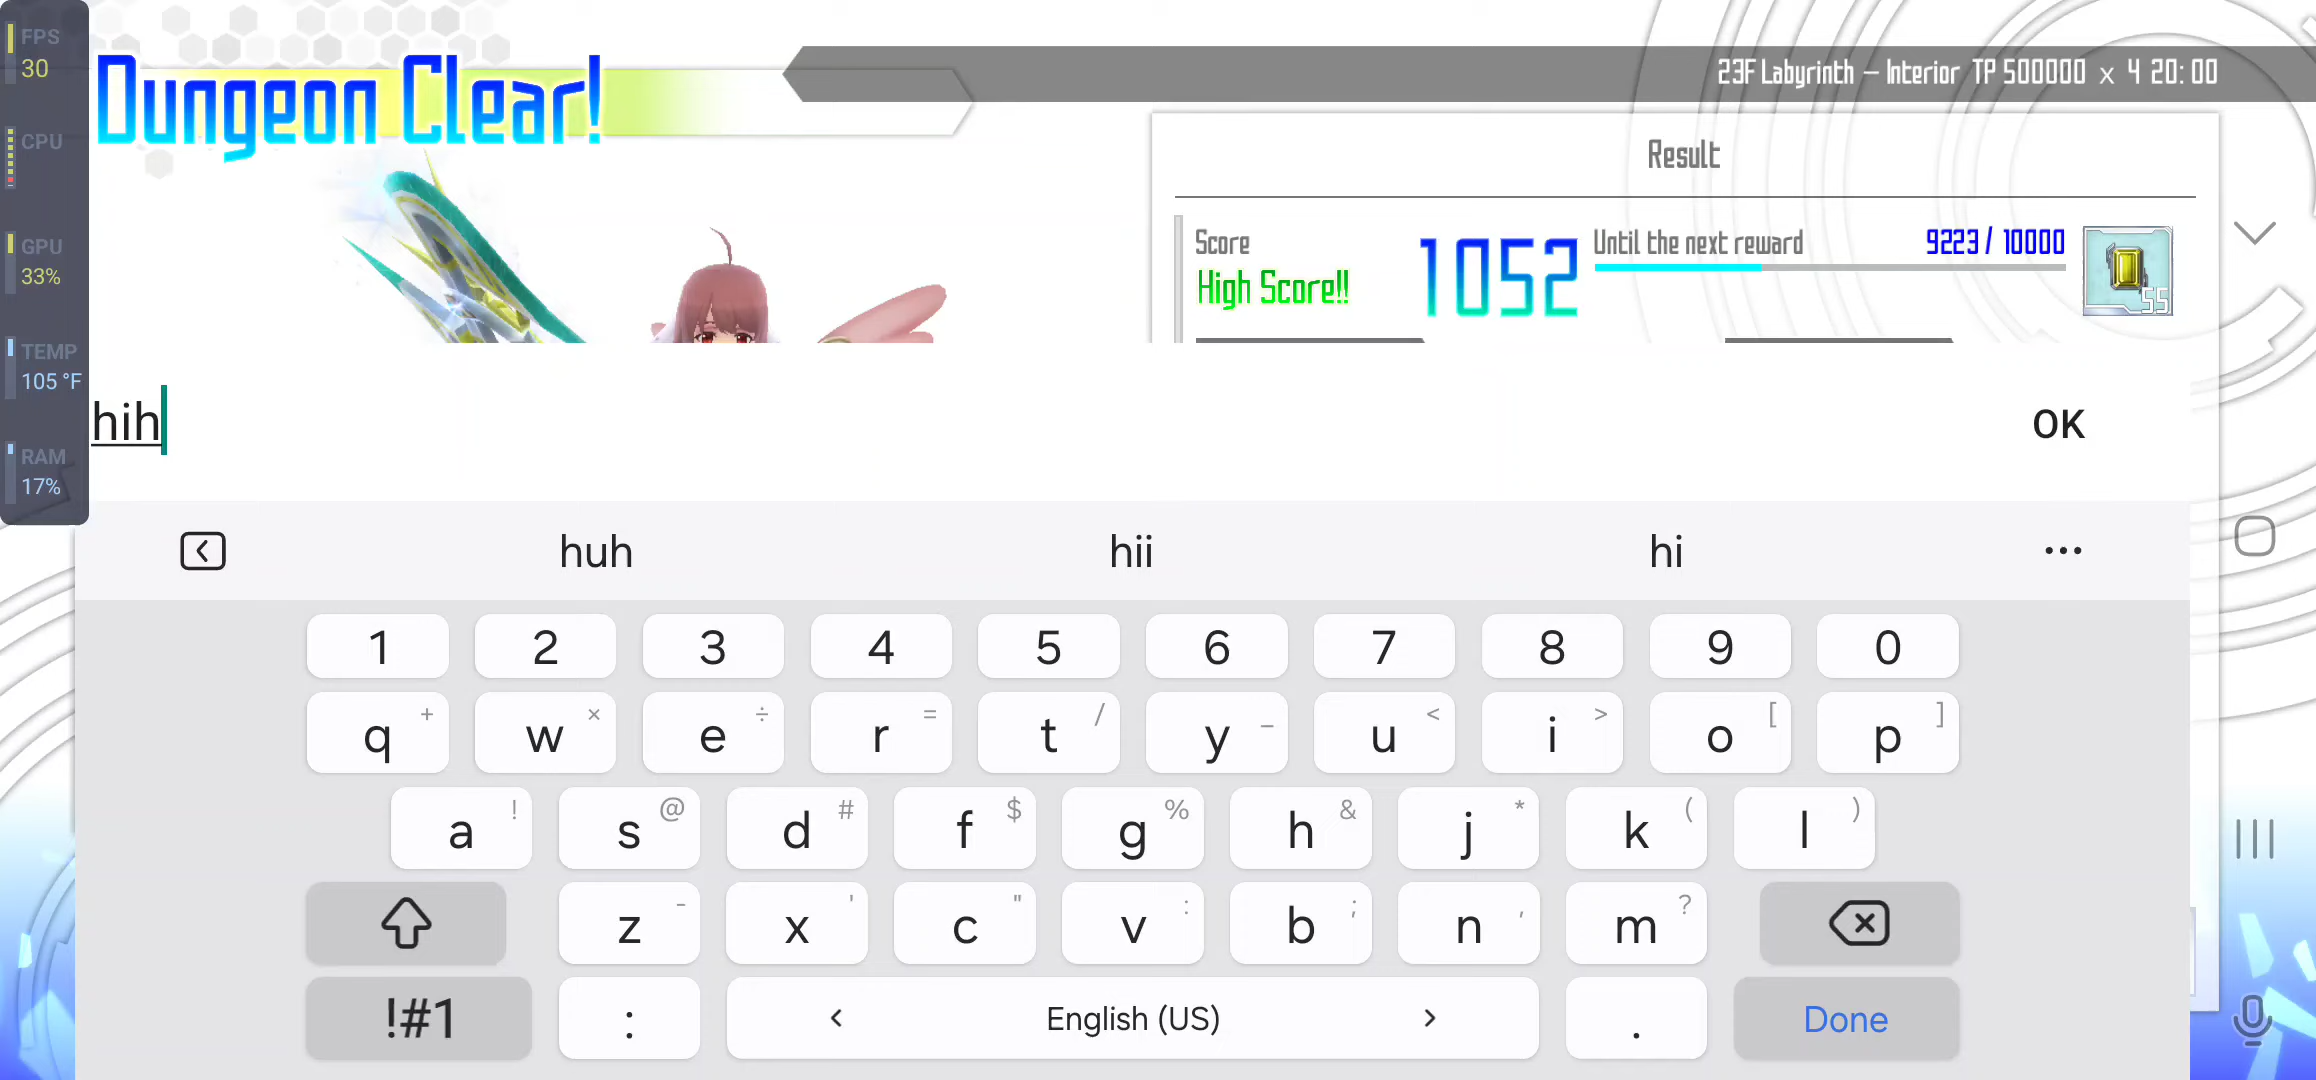 FPS
30
CPU
GPU
33%
TEMP
105 °F
RAM
17%
Dungeon Clear!
23F Labyrinth – Interior TP 500000 x 4 20:00
Result
Score
High Score!!
1052
Until the next reward
9223 / 10000
55
hih
OK
huh hii hi ...
1 2 3 4 5 6 7 8 9 0
q + w × e ÷ r = t / y _ u < i > o [ p ]
a ! s @ d # f $ g % h & j * k ( l )
z - x ' c " v : b ; n , m ?
!#1 : < English (US) > . Done